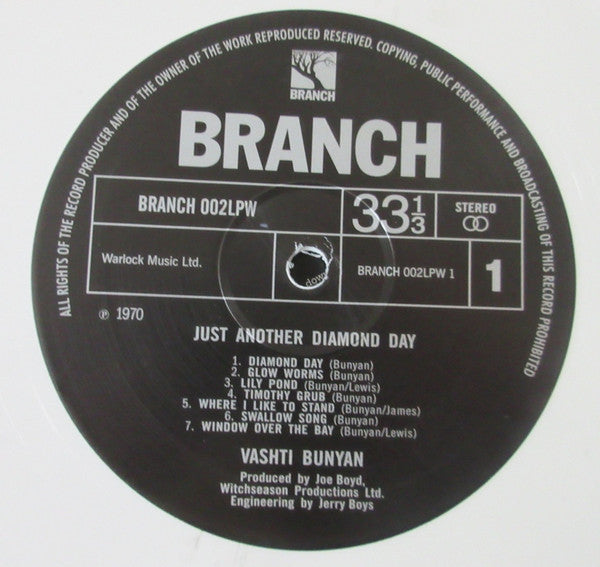 ALL RIGHTS OF THE RECORD PRODUCER AND OF THE OWNER OF THE WORK REPRODUCED RESERVED. COPYING, PUBLIC PERFORMANCE AND BROADCASTING OF THIS RECORD PROHIBITED
BRANCH
BRANCH
BRANCH 002LPW
33 1/3
STEREO
Warlock Music Ltd.
down
BRANCH 002LPW 1
1
℗ 1970
JUST ANOTHER DIAMOND DAY
1. DIAMOND DAY (Bunyan)
2. GLOW WORMS (Bunyan)
3. LILY POND (Bunyan/Lewis)
4. TIMOTHY GRUB (Bunyan)
5. WHERE I LIKE TO STAND (Bunyan/James)
6. SWALLOW SONG (Bunyan)
7. WINDOW OVER THE BAY (Bunyan/Lewis)
VASHTI BUNYAN
Produced by Joe Boyd,
Witchseason Productions Ltd.
Engineering by Jerry Boys